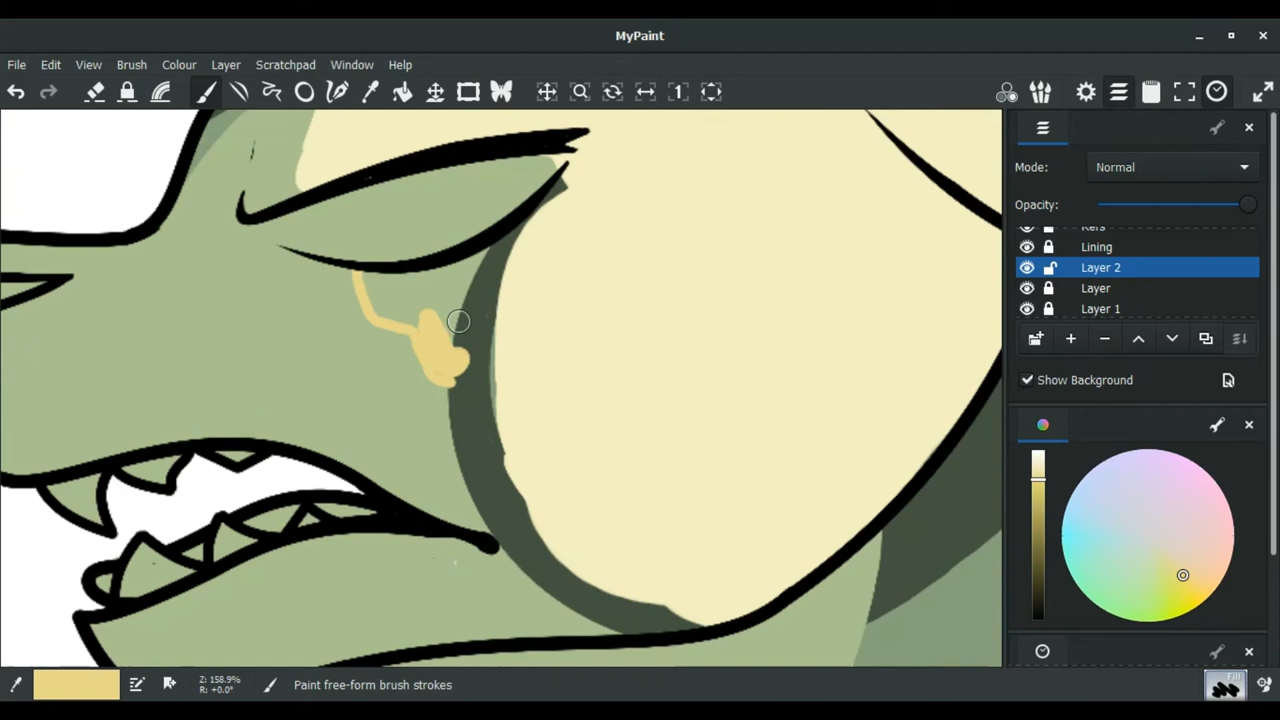 MyPaint
File Edit View Brush Colour Layer Scratchpad Window Help
Mode: Normal
Opacity:
Lining
Layer 2
Layer
Layer 1
Show Background
Z: 158.9%
R: +0.0°
Paint free-form brush strokes
Fill